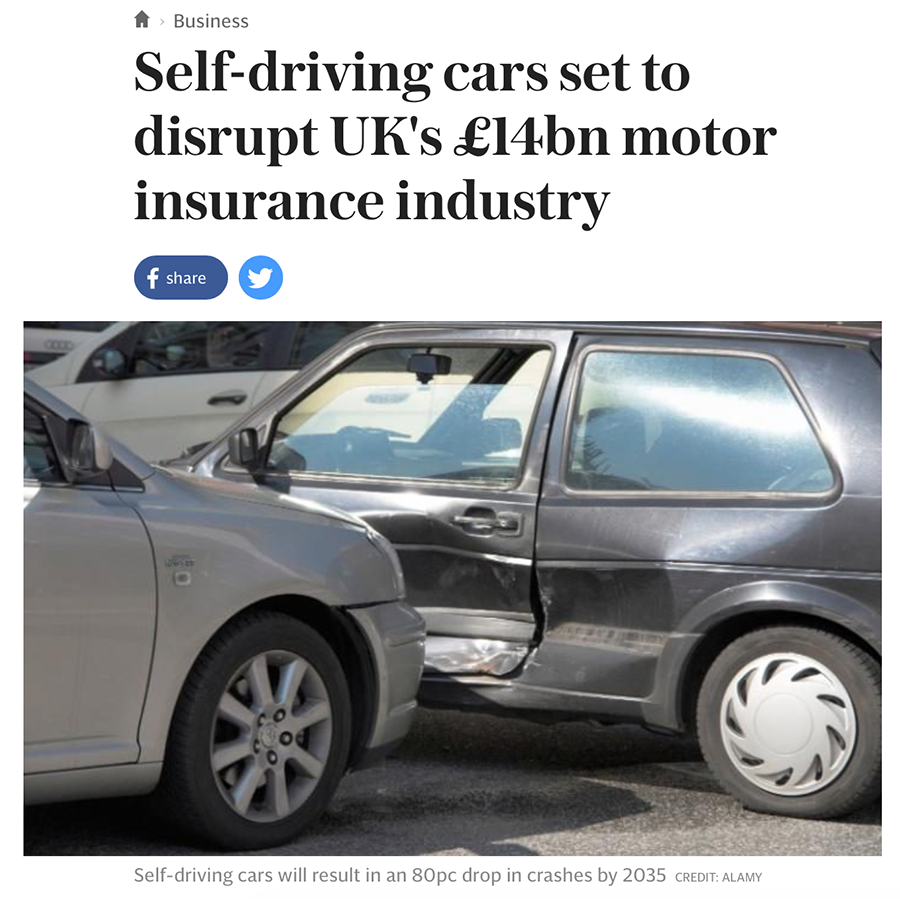 Business
Self-driving cars set to
disrupt UK's £14bn motor
insurance industry
share
Self-driving cars will result in an 80pc drop in crashes by 2035 CREDIT: ALAMY